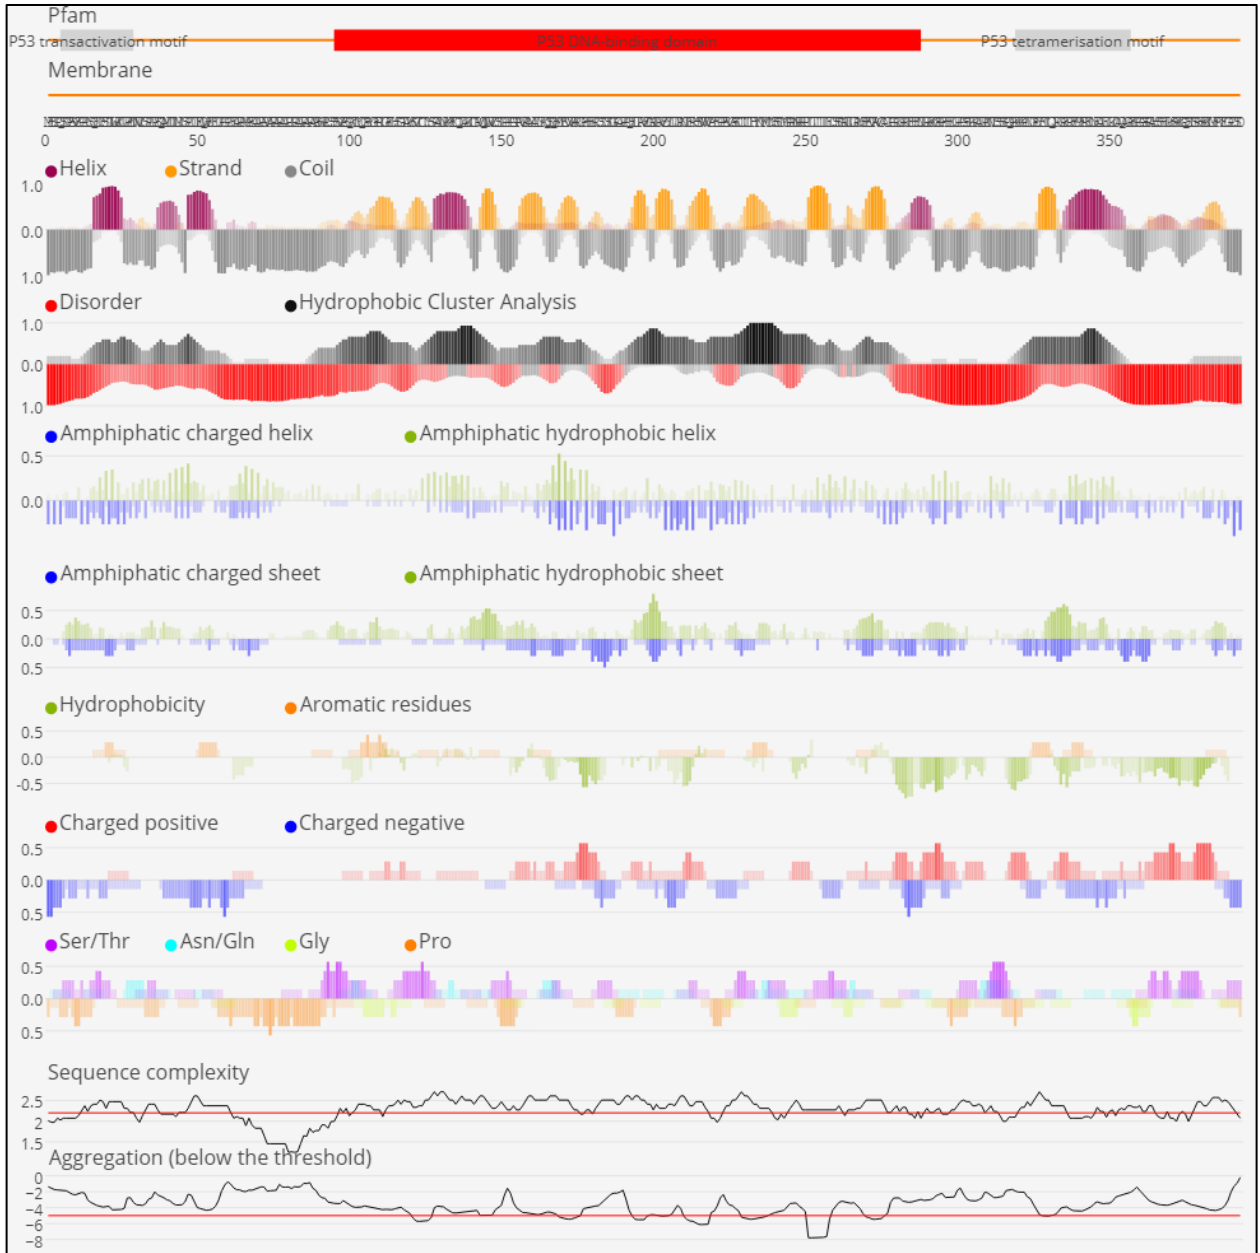 Pfam
P53 transactivation motif P53 DNA-binding domain P53 tetramerisation motif
Membrane
0 50 100 150 200 250 300 350
Helix Strand Coil
1.0
0.0
1.0
Disorder Hydrophobic Cluster Analysis
1.0
0.0
1.0
Amphiphatic charged helix Amphiphatic hydrophobic helix
0.5
0.0
Amphiphatic charged sheet Amphiphatic hydrophobic sheet
0.5
0.0
0.5
Hydrophobicity Aromatic residues
0.5
0.0
-0.5
Charged positive Charged negative
0.5
0.0
0.5
Ser/Thr Asn/Gln Gly Pro
0.5
0.0
0.5
Sequence complexity
2.5
2
1.5
Aggregation (below the threshold)
0
−2
−4
−6
−8